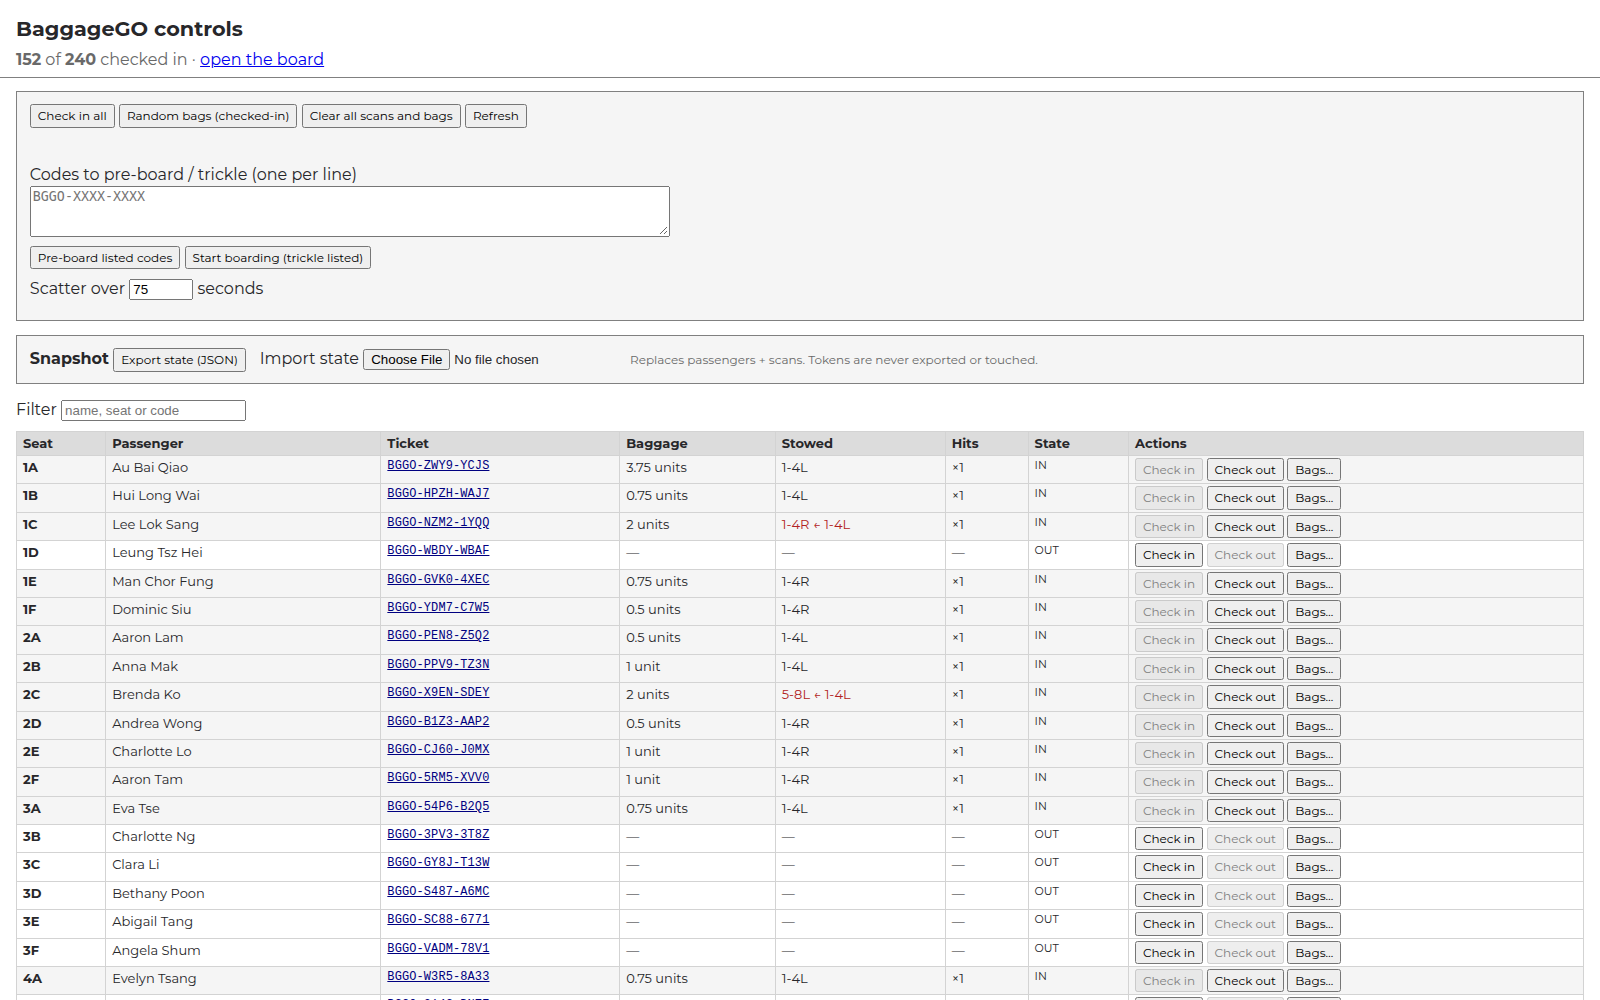 BaggageGO controls
152 of 240 checked in · open the board
Check in all Random bags (checked-in) Clear all scans and bags Refresh
Codes to pre-board / trickle (one per line)
BGGO-XXXX-XXXX
Pre-board listed codes Start boarding (trickle listed)
Scatter over 75 seconds
Snapshot Export state (JSON) Import state Choose File No file chosen Replaces passengers + scans. Tokens are never exported or touched.
Filter name, seat or code
Seat Passenger Ticket Baggage Stowed Hits State Actions
1A Au Bai Qiao BGGO-ZWY9-YCJS 3.75 units 1-4L ×1 IN Check in Check out Bags…
1B Hui Long Wai BGGO-HPZH-WAJ7 0.75 units 1-4L ×1 IN Check in Check out Bags…
1C Lee Lok Sang BGGO-NZM2-1YQQ 2 units 1-4R ← 1-4L ×1 IN Check in Check out Bags…
1D Leung Tsz Hei BGGO-WBDY-WBAF — — — OUT Check in Check out Bags…
1E Man Chor Fung BGGO-GVK0-4XEC 0.75 units 1-4R ×1 IN Check in Check out Bags…
1F Dominic Siu BGGO-YDM7-C7W5 0.5 units 1-4R ×1 IN Check in Check out Bags…
2A Aaron Lam BGGO-PEN8-Z5Q2 0.5 units 1-4L ×1 IN Check in Check out Bags…
2B Anna Mak BGGO-PPV9-TZ3N 1 unit 1-4L ×1 IN Check in Check out Bags…
2C Brenda Ko BGGO-X9EN-SDEY 2 units 5-8L ← 1-4L ×1 IN Check in Check out Bags…
2D Andrea Wong BGGO-B1Z3-AAP2 0.5 units 1-4R ×1 IN Check in Check out Bags…
2E Charlotte Lo BGGO-CJ60-J0MX 1 unit 1-4R ×1 IN Check in Check out Bags…
2F Aaron Tam BGGO-5RM5-XVV0 1 unit 1-4R ×1 IN Check in Check out Bags…
3A Eva Tse BGGO-54P6-B2Q5 0.75 units 1-4L ×1 IN Check in Check out Bags…
3B Charlotte Ng BGGO-3PV3-3T8Z — — — OUT Check in Check out Bags…
3C Clara Li BGGO-GY8J-T13W — — — OUT Check in Check out Bags…
3D Bethany Poon BGGO-S487-A6MC — — — OUT Check in Check out Bags…
3E Abigail Tang BGGO-SC88-6771 — — — OUT Check in Check out Bags…
3F Angela Shum BGGO-VADM-78V1 — — — OUT Check in Check out Bags…
4A Evelyn Tsang BGGO-W3R5-8A33 0.75 units 1-4L ×1 IN Check in Check out Bags…